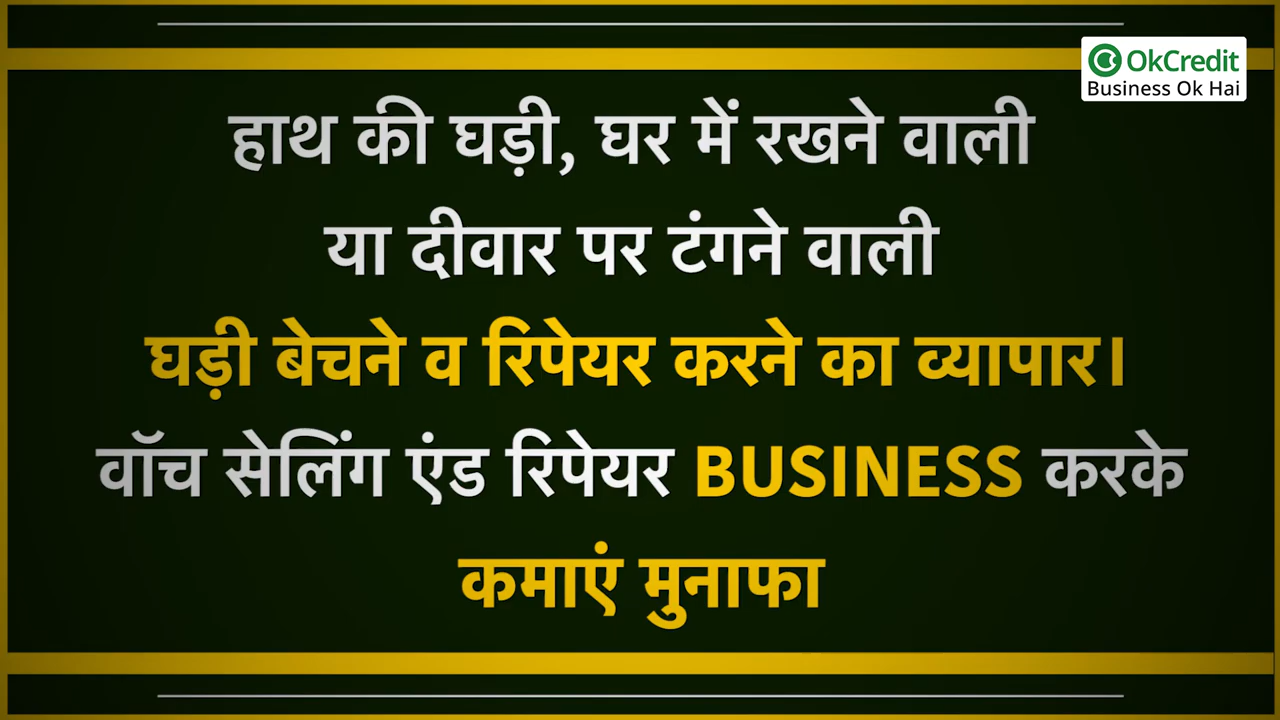 OkCredit
Business Ok Hai
हाथ की घड़ी, घर में रखने वाली
या दीवार पर टंगने वाली
घड़ी बेचने व रिपेयर करने का व्यापार।
वॉच सेलिंग एंड रिपेयर BUSINESS करके
कमाएं मुनाफा